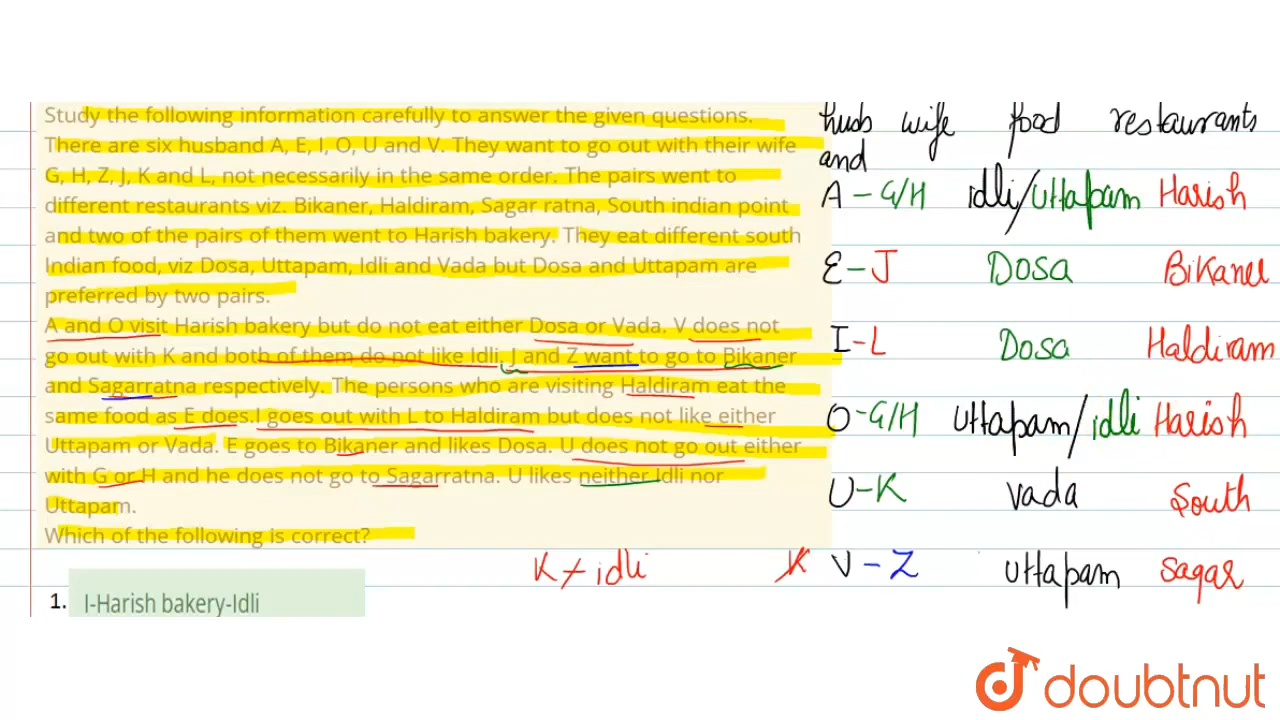 Study the following information carefully to answer the given questions.
There are six husband A, E, I, O, U and V. They want to go out with their wife
G, H, Z, J, K and L, not necessarily in the same order. The pairs went to
different restaurants viz. Bikaner, Haldiram, Sagar ratna, South indian point
and two of the pairs of them went to Harish bakery. They eat different south
Indian food, viz Dosa, Uttapam, Idli and Vada but Dosa and Uttapam are
preferred by two pairs.
A and O visit Harish bakery but do not eat either Dosa or Vada. V does not
go out with K and both of them do not like Idli. J and Z want to go to Bikaner
and Sagarratna respectively. The persons who are visiting Haldiram eat the
same food as E does.I goes out with L to Haldiram but does not like either
Uttapam or Vada. E goes to Bikaner and likes Dosa. U does not go out either
with G or H and he does not go to Sagarratna. U likes neither Idli nor
Uttapam.
Which of the following is correct?
1. I-Harish bakery-Idli
husb wife food restaurants
and
A - G/H idli/Uttapam Harish
E - J Dosa BiKaner
I - L Dosa Haldiram
O - G/H Uttapam/idli Harish
U - K Vada South
K ≠ idli K V - Z Uttapam Sagar
doubtnut